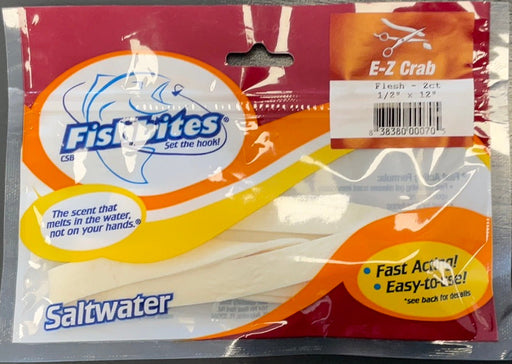 E-Z Crab
Flesh - 2ct
1/2" x 12"
8 38380 00070 5
Fishbites®
Set the hook!
The scent that
melts in the water,
not on your hands.®
Saltwater
• Fast Acting!
• Easy-to-use!
*see back for details